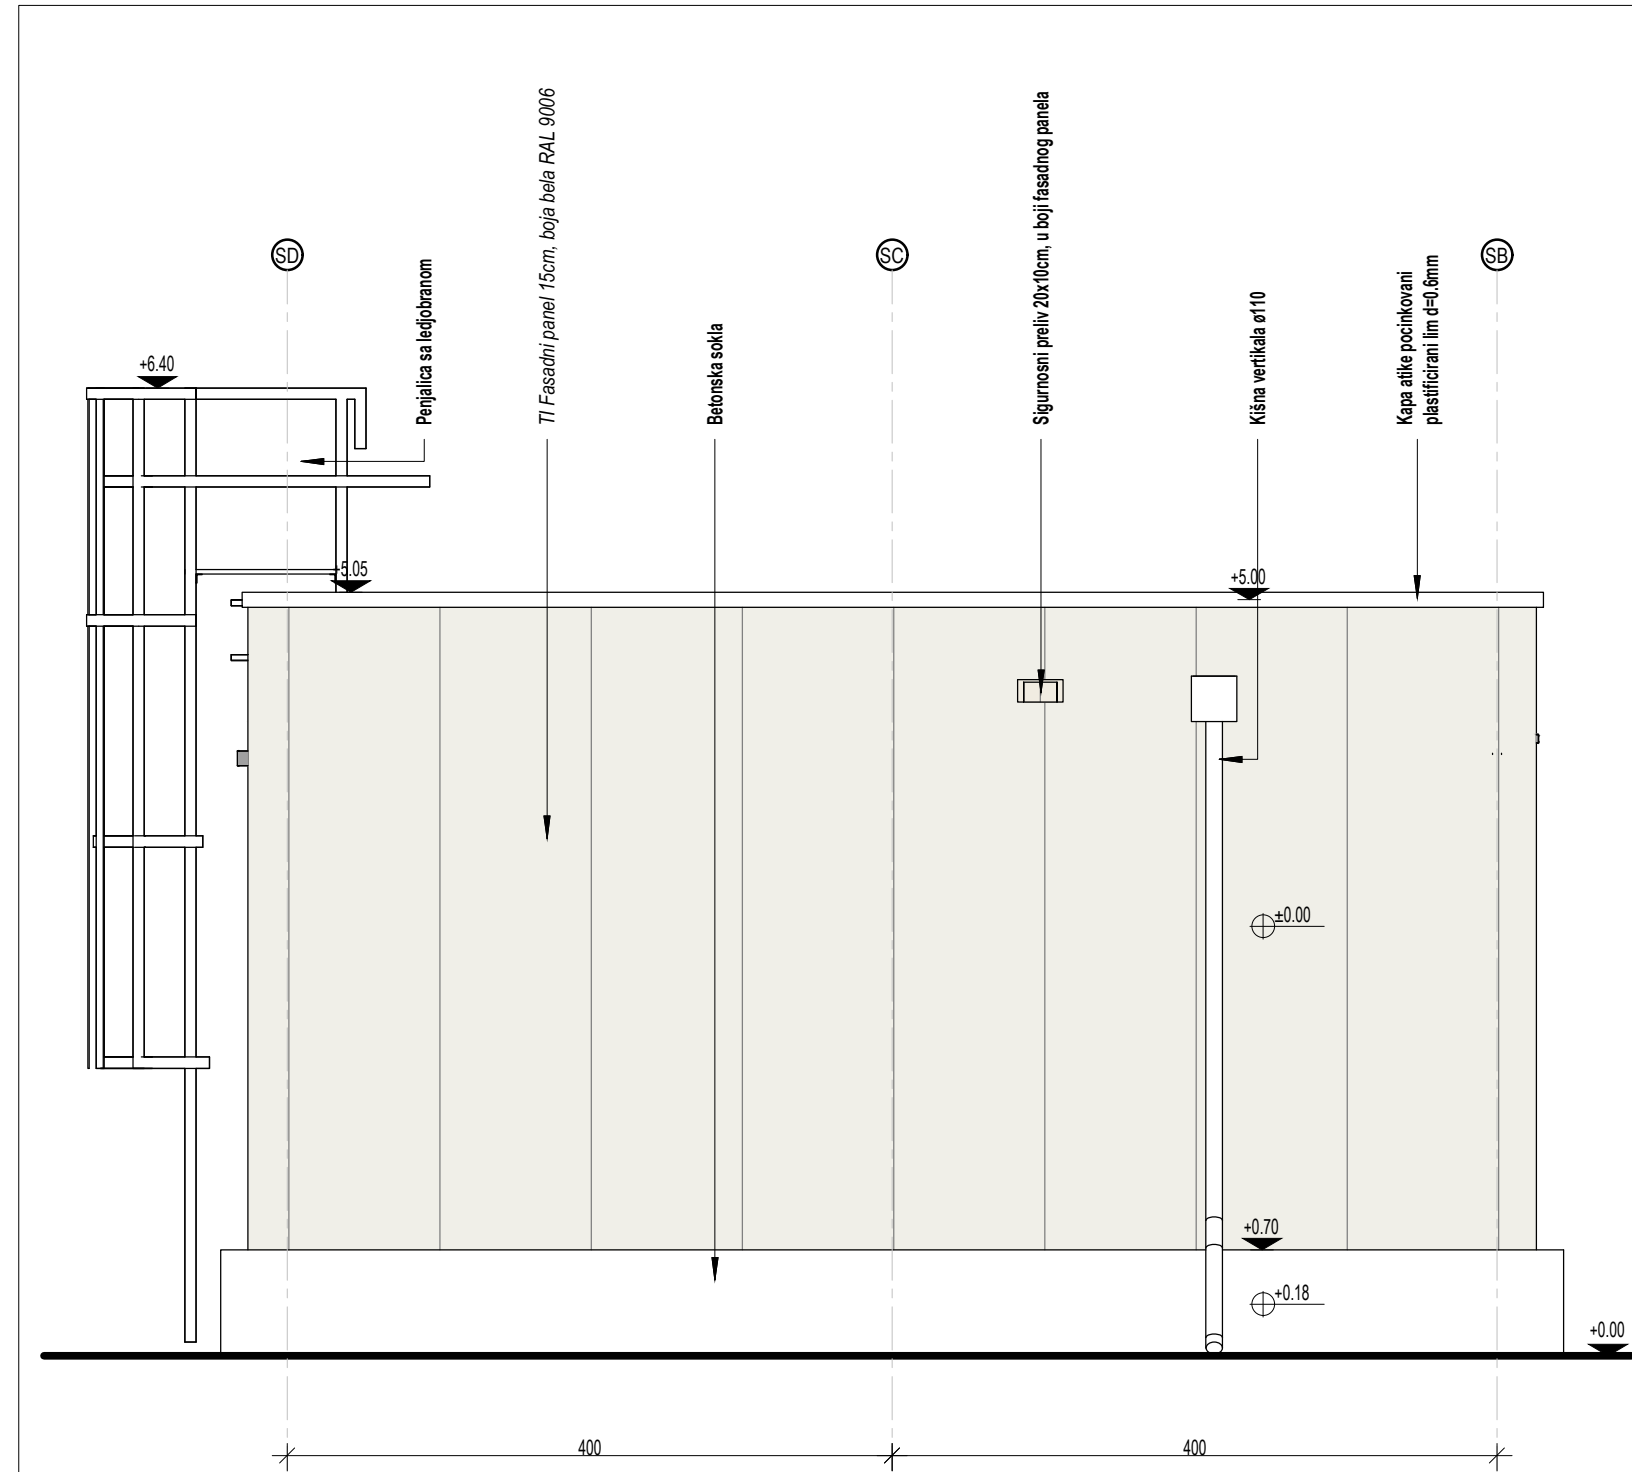 Penjalica sa ledjobranom
TI Fasadni panel 15cm, boja bela RAL 9006
Betonska sokla
Sigurnosni preliv 20x10cm, u boji fasadnog panela
Kišna vertikala ø110
Kapa atike pocinkovani
plastificirani lim d=0.6mm
SD
SC
SB
+6.40
+5.05
+5.00
±0.00
+0.70
+0.18
+0.00
400
400